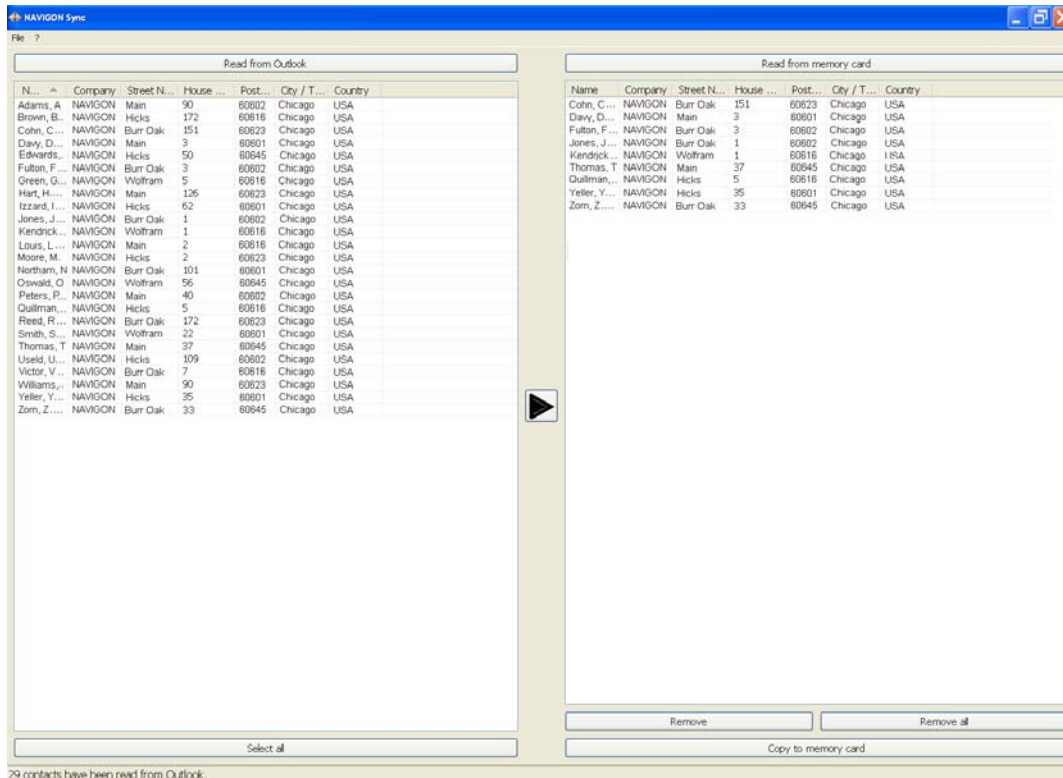 NAVIGON Sync
File ?
Read from Outlook
N... Company Street N... House ... Post... City / T... Country
Adams, A NAVIGON Main 90 60602 Chicago USA
Brown, B.. NAVIGON Hicks 172 60616 Chicago USA
Cohn, C... NAVIGON Burr Oak 151 60623 Chicago USA
Davy, D... NAVIGON Main 3 60601 Chicago USA
Edwards,.. NAVIGON Hicks 50 60645 Chicago USA
Fulton, F... NAVIGON Burr Oak 3 60602 Chicago USA
Green, G... NAVIGON Wolfram 5 60616 Chicago USA
Hart, H.... NAVIGON Main 126 60623 Chicago USA
Izzard, I... NAVIGON Hicks 62 60601 Chicago USA
Jones, J... NAVIGON Burr Oak 1 60602 Chicago USA
Kendrick... NAVIGON Wolfram 1 60616 Chicago USA
Louis, L ... NAVIGON Main 2 60616 Chicago USA
Moore, M. NAVIGON Hicks 2 60623 Chicago USA
Northam, N NAVIGON Burr Oak 101 60601 Chicago USA
Oswald, O NAVIGON Wolfram 56 60645 Chicago USA
Peters, P... NAVIGON Main 40 60602 Chicago USA
Quillman,.. NAVIGON Hicks 5 60616 Chicago USA
Reed, R... NAVIGON Burr Oak 172 60623 Chicago USA
Smith, S... NAVIGON Wolfram 22 60601 Chicago USA
Thomas, T NAVIGON Main 37 60645 Chicago USA
Useld, U... NAVIGON Hicks 109 60602 Chicago USA
Victor, V .. NAVIGON Burr Oak 7 60616 Chicago USA
Williams,.. NAVIGON Main 90 60623 Chicago USA
Yeller, Y... NAVIGON Hicks 35 60601 Chicago USA
Zorn, Z.... NAVIGON Burr Oak 33 60645 Chicago USA
Select all
Read from memory card
Name Company Street N... House ... Post... City / T... Country
Cohn, C... NAVIGON Burr Oak 151 60623 Chicago USA
Davy, D... NAVIGON Main 3 60601 Chicago USA
Fulton, F... NAVIGON Burr Oak 3 60602 Chicago USA
Jones, J... NAVIGON Burr Oak 1 60602 Chicago USA
Kendrick... NAVIGON Wolfram 1 60616 Chicago USA
Thomas, T NAVIGON Main 37 60645 Chicago USA
Quillman,.. NAVIGON Hicks 5 60616 Chicago USA
Yeller, Y... NAVIGON Hicks 35 60601 Chicago USA
Zorn, Z.... NAVIGON Burr Oak 33 60645 Chicago USA
Remove Remove all
Copy to memory card
29 contacts have been read from Outlook.